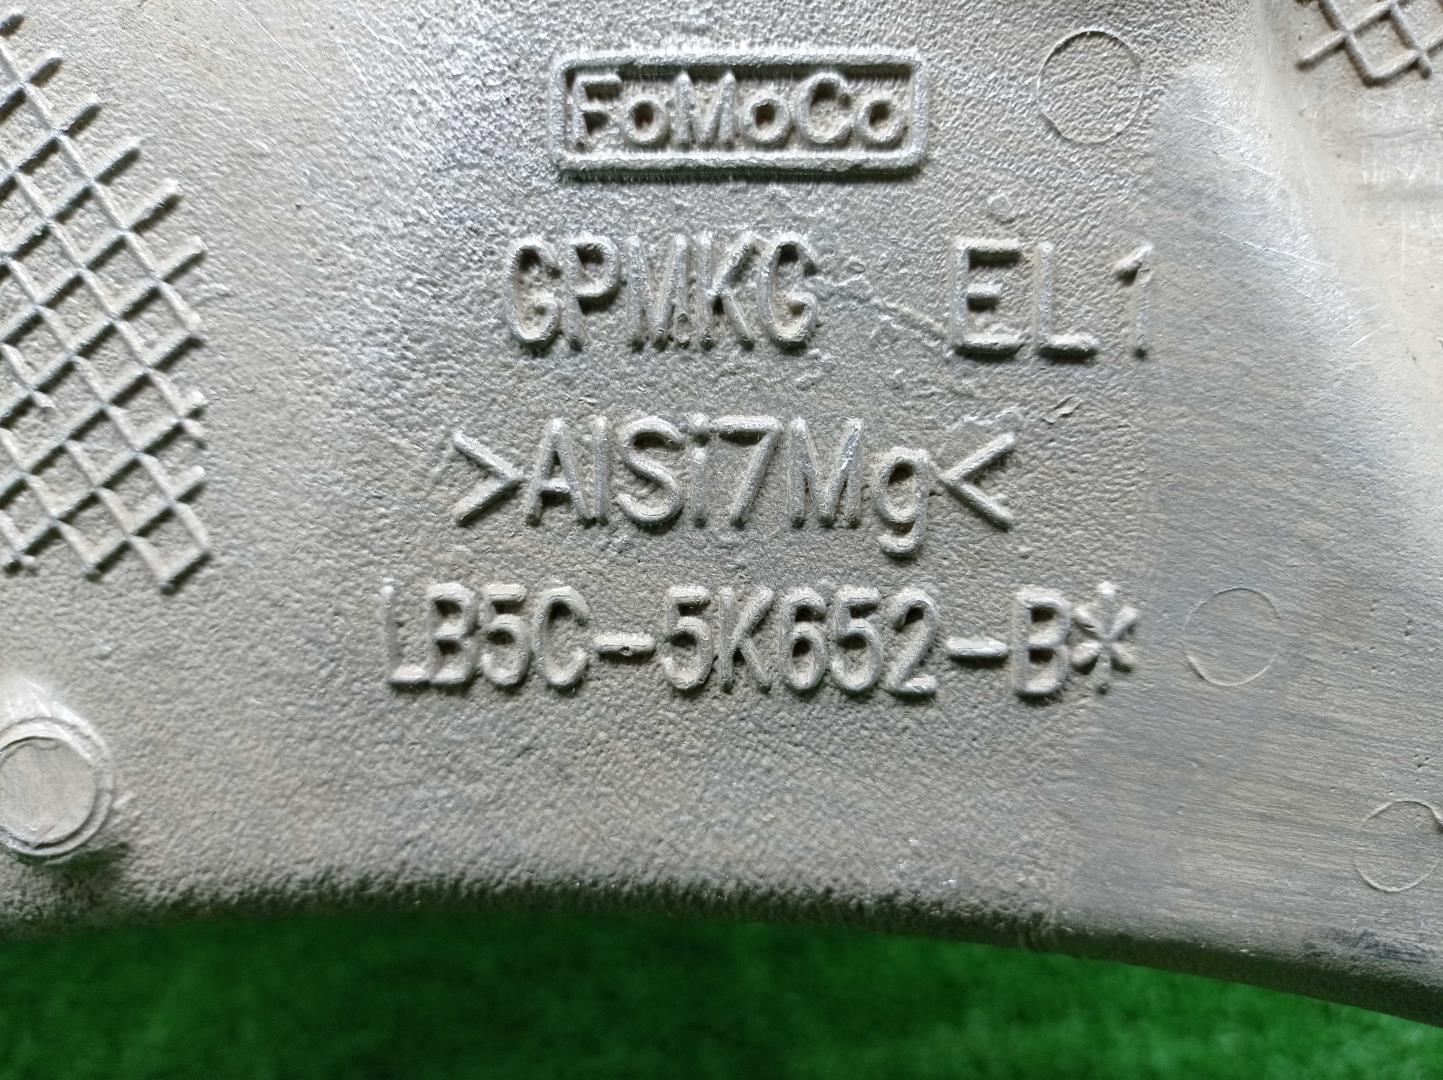 FoMoCo
GPMKG EL1
>AlSi7Mg<
LB5C-5K652-B*